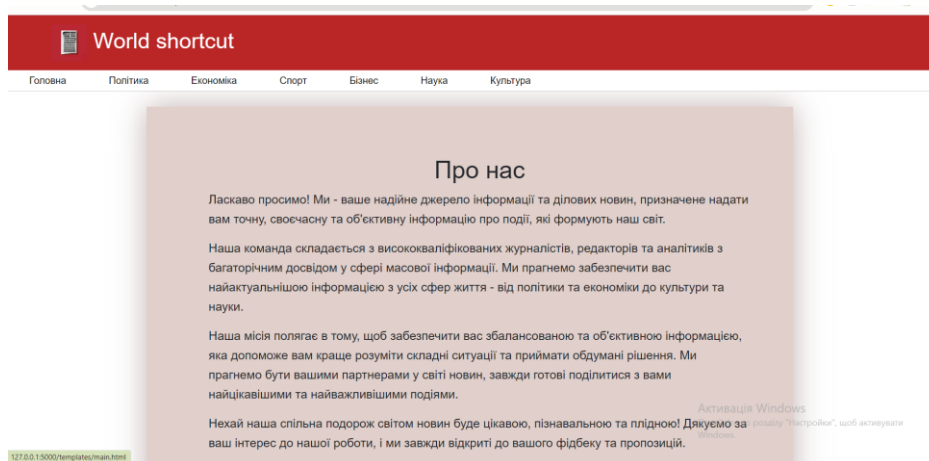 World shortcut
Головна Політика Економіка Спорт Бізнес Наука Культура
Про нас
Ласкаво просимо! Ми - ваше надійне джерело інформації та ділових новин, призначене надати
вам точну, своєчасну та об'єктивну інформацію про події, які формують наш світ.
Наша команда складається з висококваліфікованих журналістів, редакторів та аналітиків з
багаторічним досвідом у сфері масової інформації. Ми прагнемо забезпечити вас
найактуальнішою інформацією з усіх сфер життя - від політики та економіки до культури та
науки.
Наша місія полягає в тому, щоб забезпечити вас збалансованою та об'єктивною інформацією,
яка допоможе вам краще розуміти складні ситуації та приймати обдумані рішення. Ми
прагнемо бути вашими партнерами у світі новин, завжди готові поділитися з вами
найцікавішими та найважливішими подіями.
Активація Windows
Нехай наша спільна подорож світом новин буде цікавою, пізнавальною та плідною! Дякуємо за
розділу "Настройки", щоб активувати
ваш інтерес до нашої роботи, і ми завжди відкриті до вашого фідбеку та пропозицій.
Windows.
127.0.0.1:5000/templates/main.html